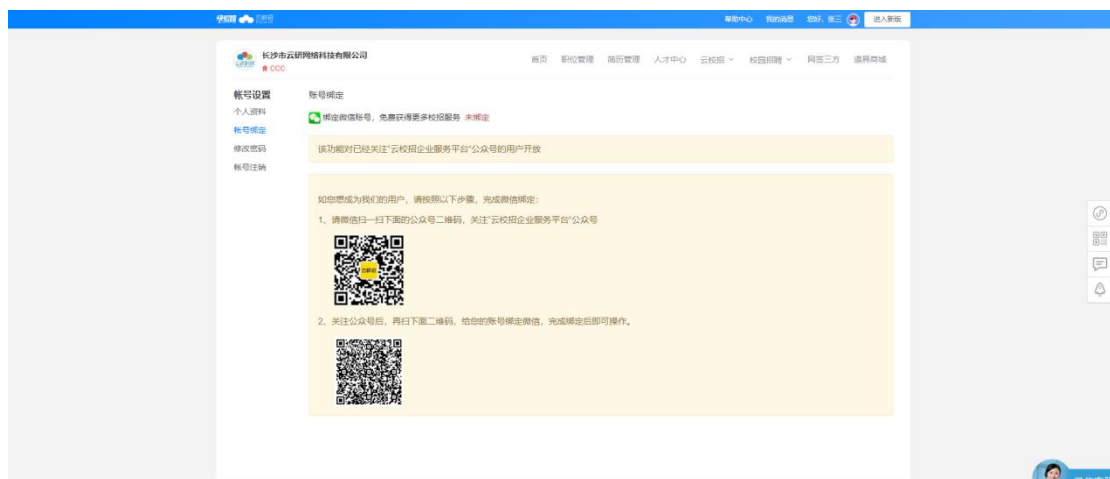 帮助中心 我的消息 您好，张三 进入新版
长沙市云研网络科技有限公司
CCC
首页 职位管理 简历管理 人才中心 云校招 校园招聘 网签三方 道具商城
帐号设置
个人资料
帐号绑定
修改密码
帐号注销
账号绑定
绑定微信账号，免费获得更多校招服务 未绑定
该功能对已经关注“云校招企业服务平台”公众号的用户开放
如您想成为我们的用户，请按照以下步骤，完成微信绑定：
1、请微信扫一扫下面的公众号二维码，关注“云校招企业服务平台”公众号
2、关注公众号后，再扫下面二维码，给您的账号绑定微信，完成绑定后即可操作。